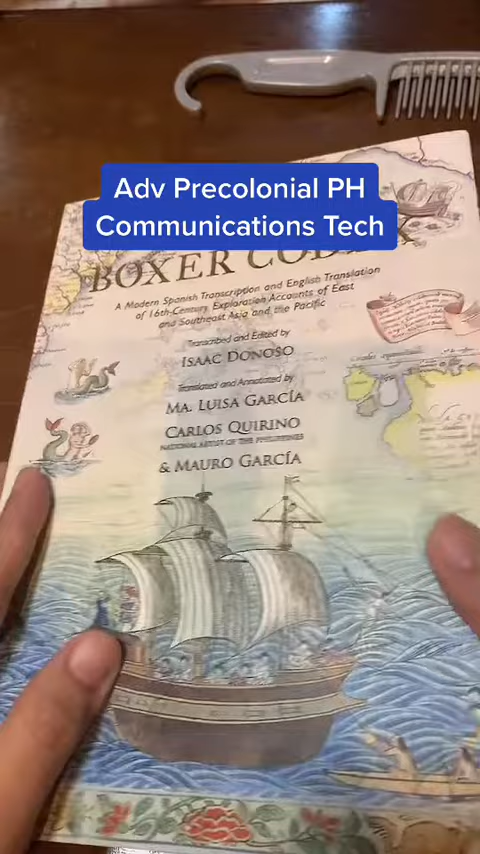 Adv Precolonial PH
Communications Tech
BOXER CODEX
A Modern Spanish Transcription and English Translation
of 16th-Century Exploration Accounts of East
and Southeast Asia and the Pacific
Transcribed and Edited by
ISAAC DONOSO
Translated and Annotated by
MA. LUISA GARCÍA
CARLOS QUIRINO
NATIONAL ARTIST OF THE PHILIPPINES
& MAURO GARCÍA